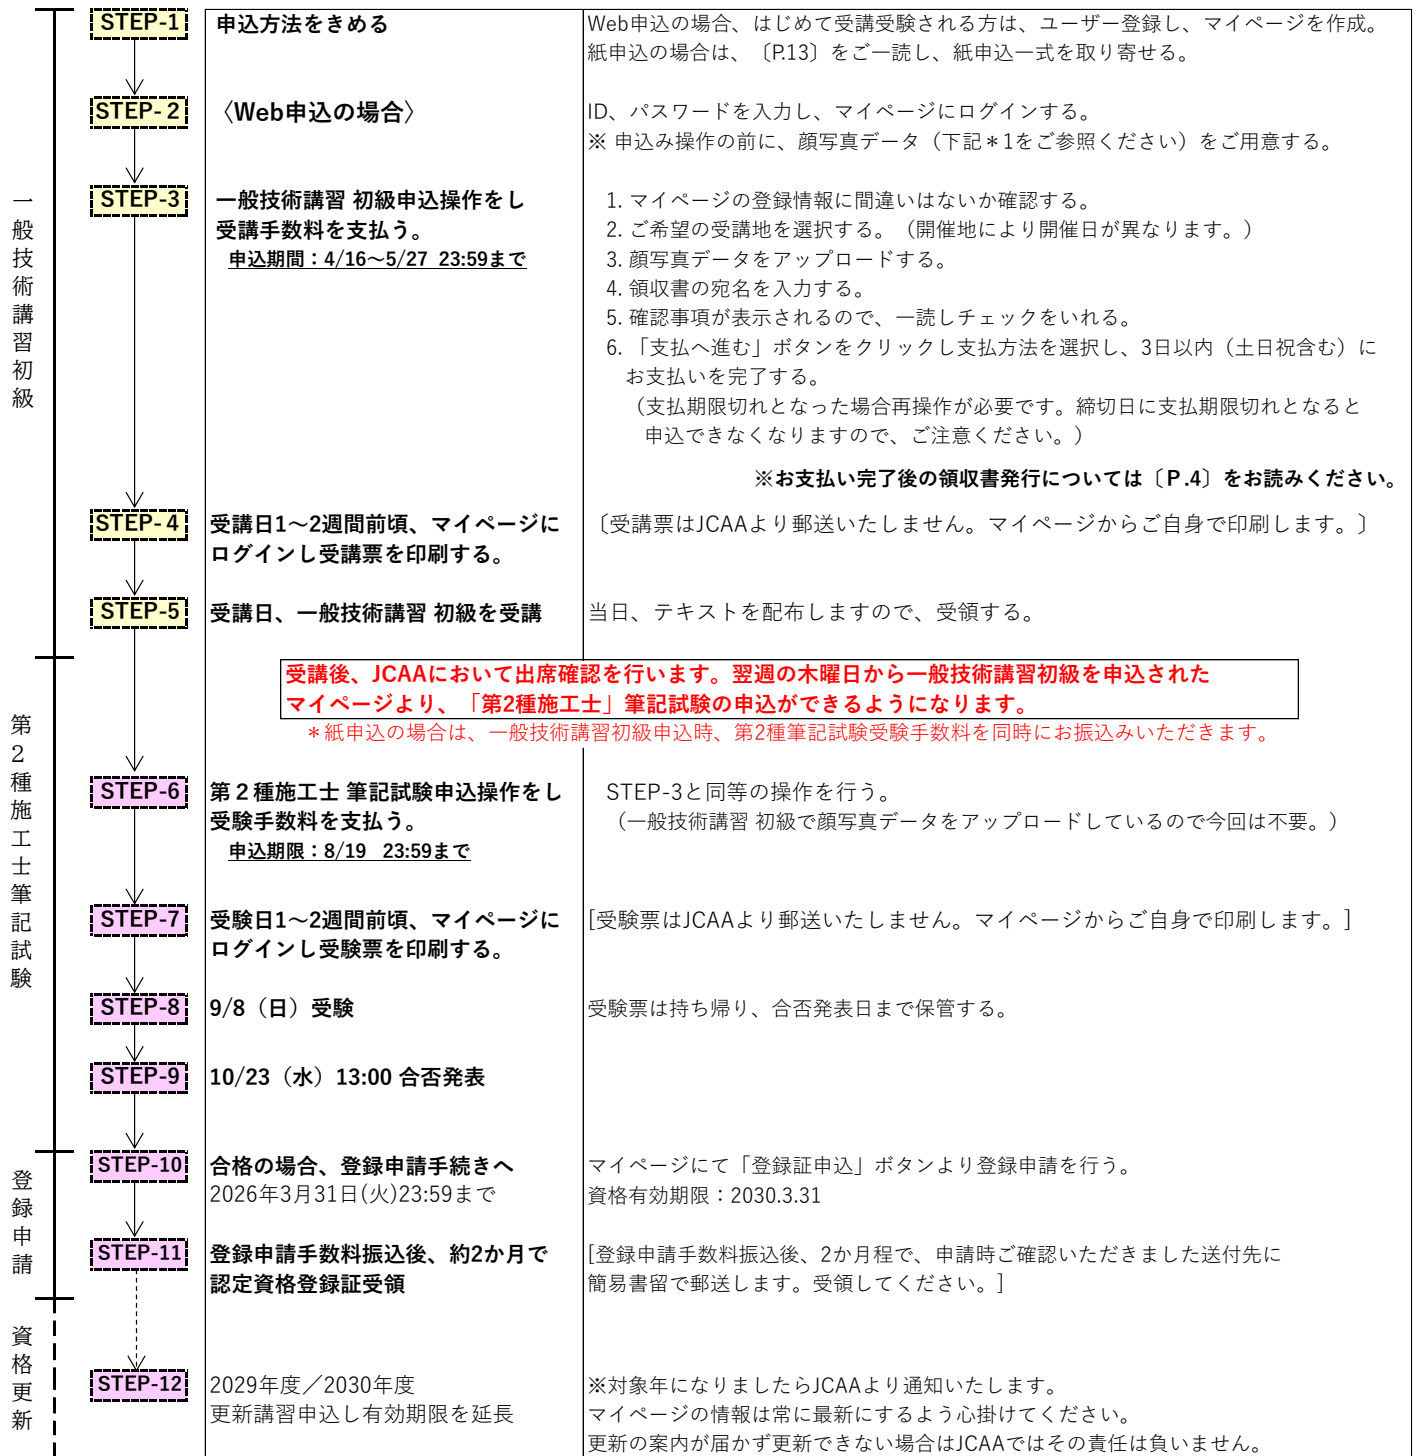 一般技術講習初級
STEP-1
申込方法をきめる
Web申込の場合、はじめて受講受験される方は、ユーザー登録し、マイページを作成。
紙申込の場合は、〔P.13〕をご一読し、紙申込一式を取り寄せる。
STEP-2
〈Web申込の場合〉
ID、パスワードを入力し、マイページにログインする。
※ 申込み操作の前に、顔写真データ（下記＊1をご参照ください）をご用意する。
STEP-3
一般技術講習 初級申込操作をし
受講手数料を支払う。
申込期間：4/16～5/27 23:59まで
1. マイページの登録情報に間違いはないか確認する。
2. ご希望の受講地を選択する。（開催地により開催日が異なります。）
3. 顔写真データをアップロードする。
4. 領収書の宛名を入力する。
5. 確認事項が表示されるので、一読しチェックをいれる。
6. 「支払へ進む」ボタンをクリックし支払方法を選択し、3日以内（土日祝含む）に
お支払いを完了する。
（支払期限切れとなった場合再操作が必要です。締切日に支払期限切れとなると
申込できなくなりますので、ご注意ください。）
※お支払い完了後の領収書発行については〔P.4〕をお読みください。
STEP-4
受講日1～2週間前頃、マイページに
ログインし受講票を印刷する。
〔受講票はJCAAより郵送いたしません。マイページからご自身で印刷します。〕
STEP-5
受講日、一般技術講習 初級を受講
当日、テキストを配布しますので、受領する。
受講後、JCAAにおいて出席確認を行います。翌週の木曜日から一般技術講習初級を申込された
マイページより、「第2種施工士」筆記試験の申込ができるようになります。
＊紙申込の場合は、一般技術講習初級申込時、第2種筆記試験受験手数料を同時にお振込みいただきます。
第2種施工士筆記試験
STEP-6
第２種施工士 筆記試験申込操作をし
受験手数料を支払う。
申込期限：8/19 23:59まで
STEP-3と同等の操作を行う。
（一般技術講習 初級で顔写真データをアップロードしているので今回は不要。）
STEP-7
受験日1～2週間前頃、マイページに
ログインし受験票を印刷する。
[受験票はJCAAより郵送いたしません。マイページからご自身で印刷します。]
STEP-8
9/8（日）受験
受験票は持ち帰り、合否発表日まで保管する。
STEP-9
10/23（水）13:00 合否発表
登録申請
STEP-10
合格の場合、登録申請手続きへ
2026年3月31日(火)23:59まで
マイページにて「登録証申込」ボタンより登録申請を行う。
資格有効期限：2030.3.31
STEP-11
登録申請手数料振込後、約2か月で
認定資格登録証受領
[登録申請手数料振込後、2か月程で、申請時ご確認いただきました送付先に
簡易書留で郵送します。受領してください。]
資格更新
STEP-12
2029年度／2030年度
更新講習申込し有効期限を延長
※対象年になりましたらJCAAより通知いたします。
マイページの情報は常に最新にするよう心掛けてください。
更新の案内が届かず更新できない場合はJCAAではその責任は負いません。